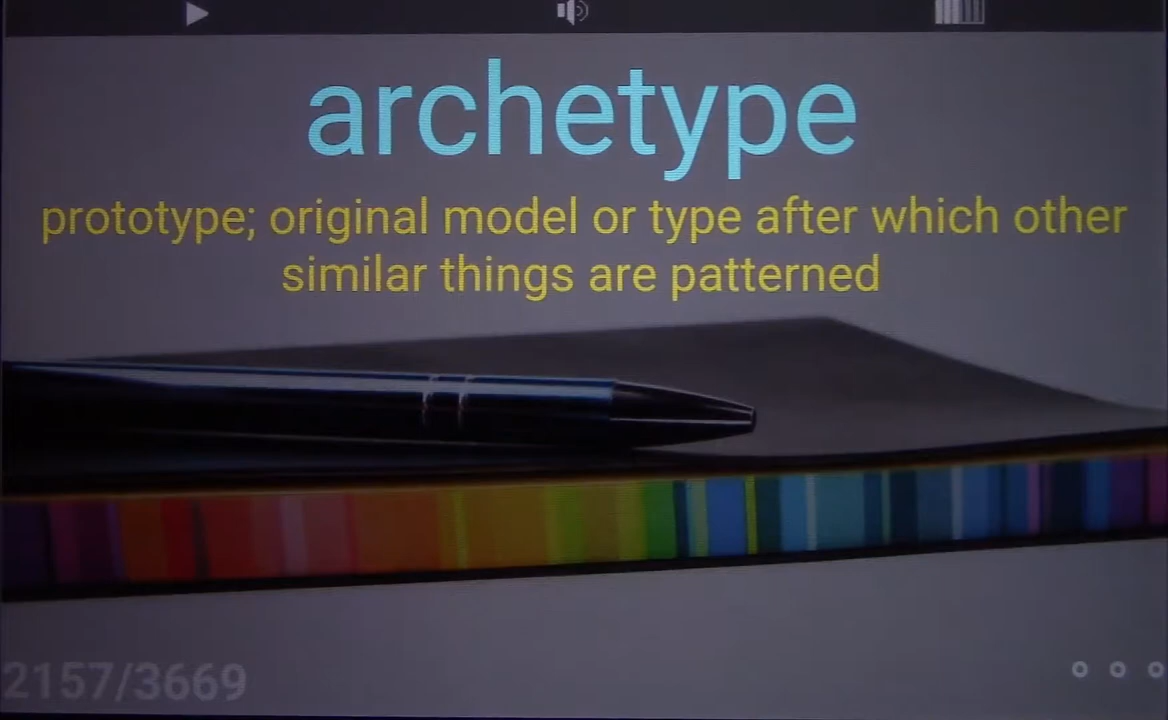 archetype
prototype; original model or type after which other
similar things are patterned
2157/3669